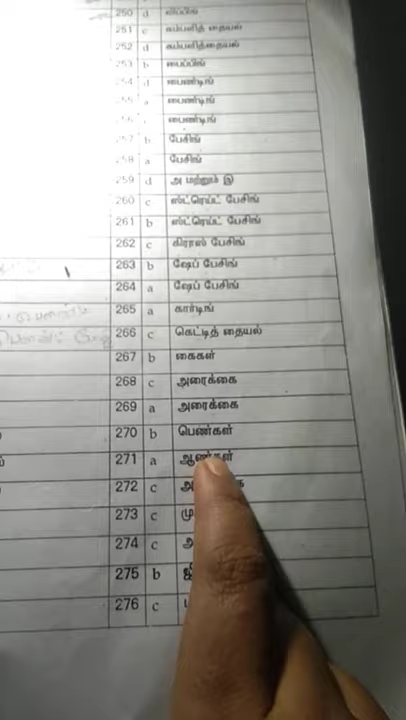 250 d
251 c கம்பளித் தையல்
252 d கம்பளித்தையல்
253 b பைப்பிங்
254 d பைண்டிங்
255 a பைண்டிங்
256 பைண்டிங்
257 b பேசிங்
258 a பேசிங்
259 d அ மற்றும் இ
260 c ஸ்ட்ரெய்ட் பேசிங்
261 b ஸ்ட்ரெய்ட் பேசிங்
262 c கிராஸ் பேசிங்
263 b ஷேப் பேசிங்
264 a ஷேப் பேசிங்
265 a கார்டிங்
266 c கெட்டித் தையல்
267 b கைகள்
268 c அரைக்கை
269 a அரைக்கை
270 b பெண்கள்
271 a ஆண்கள்
272 c
273 c
274 c
275 b
276 c